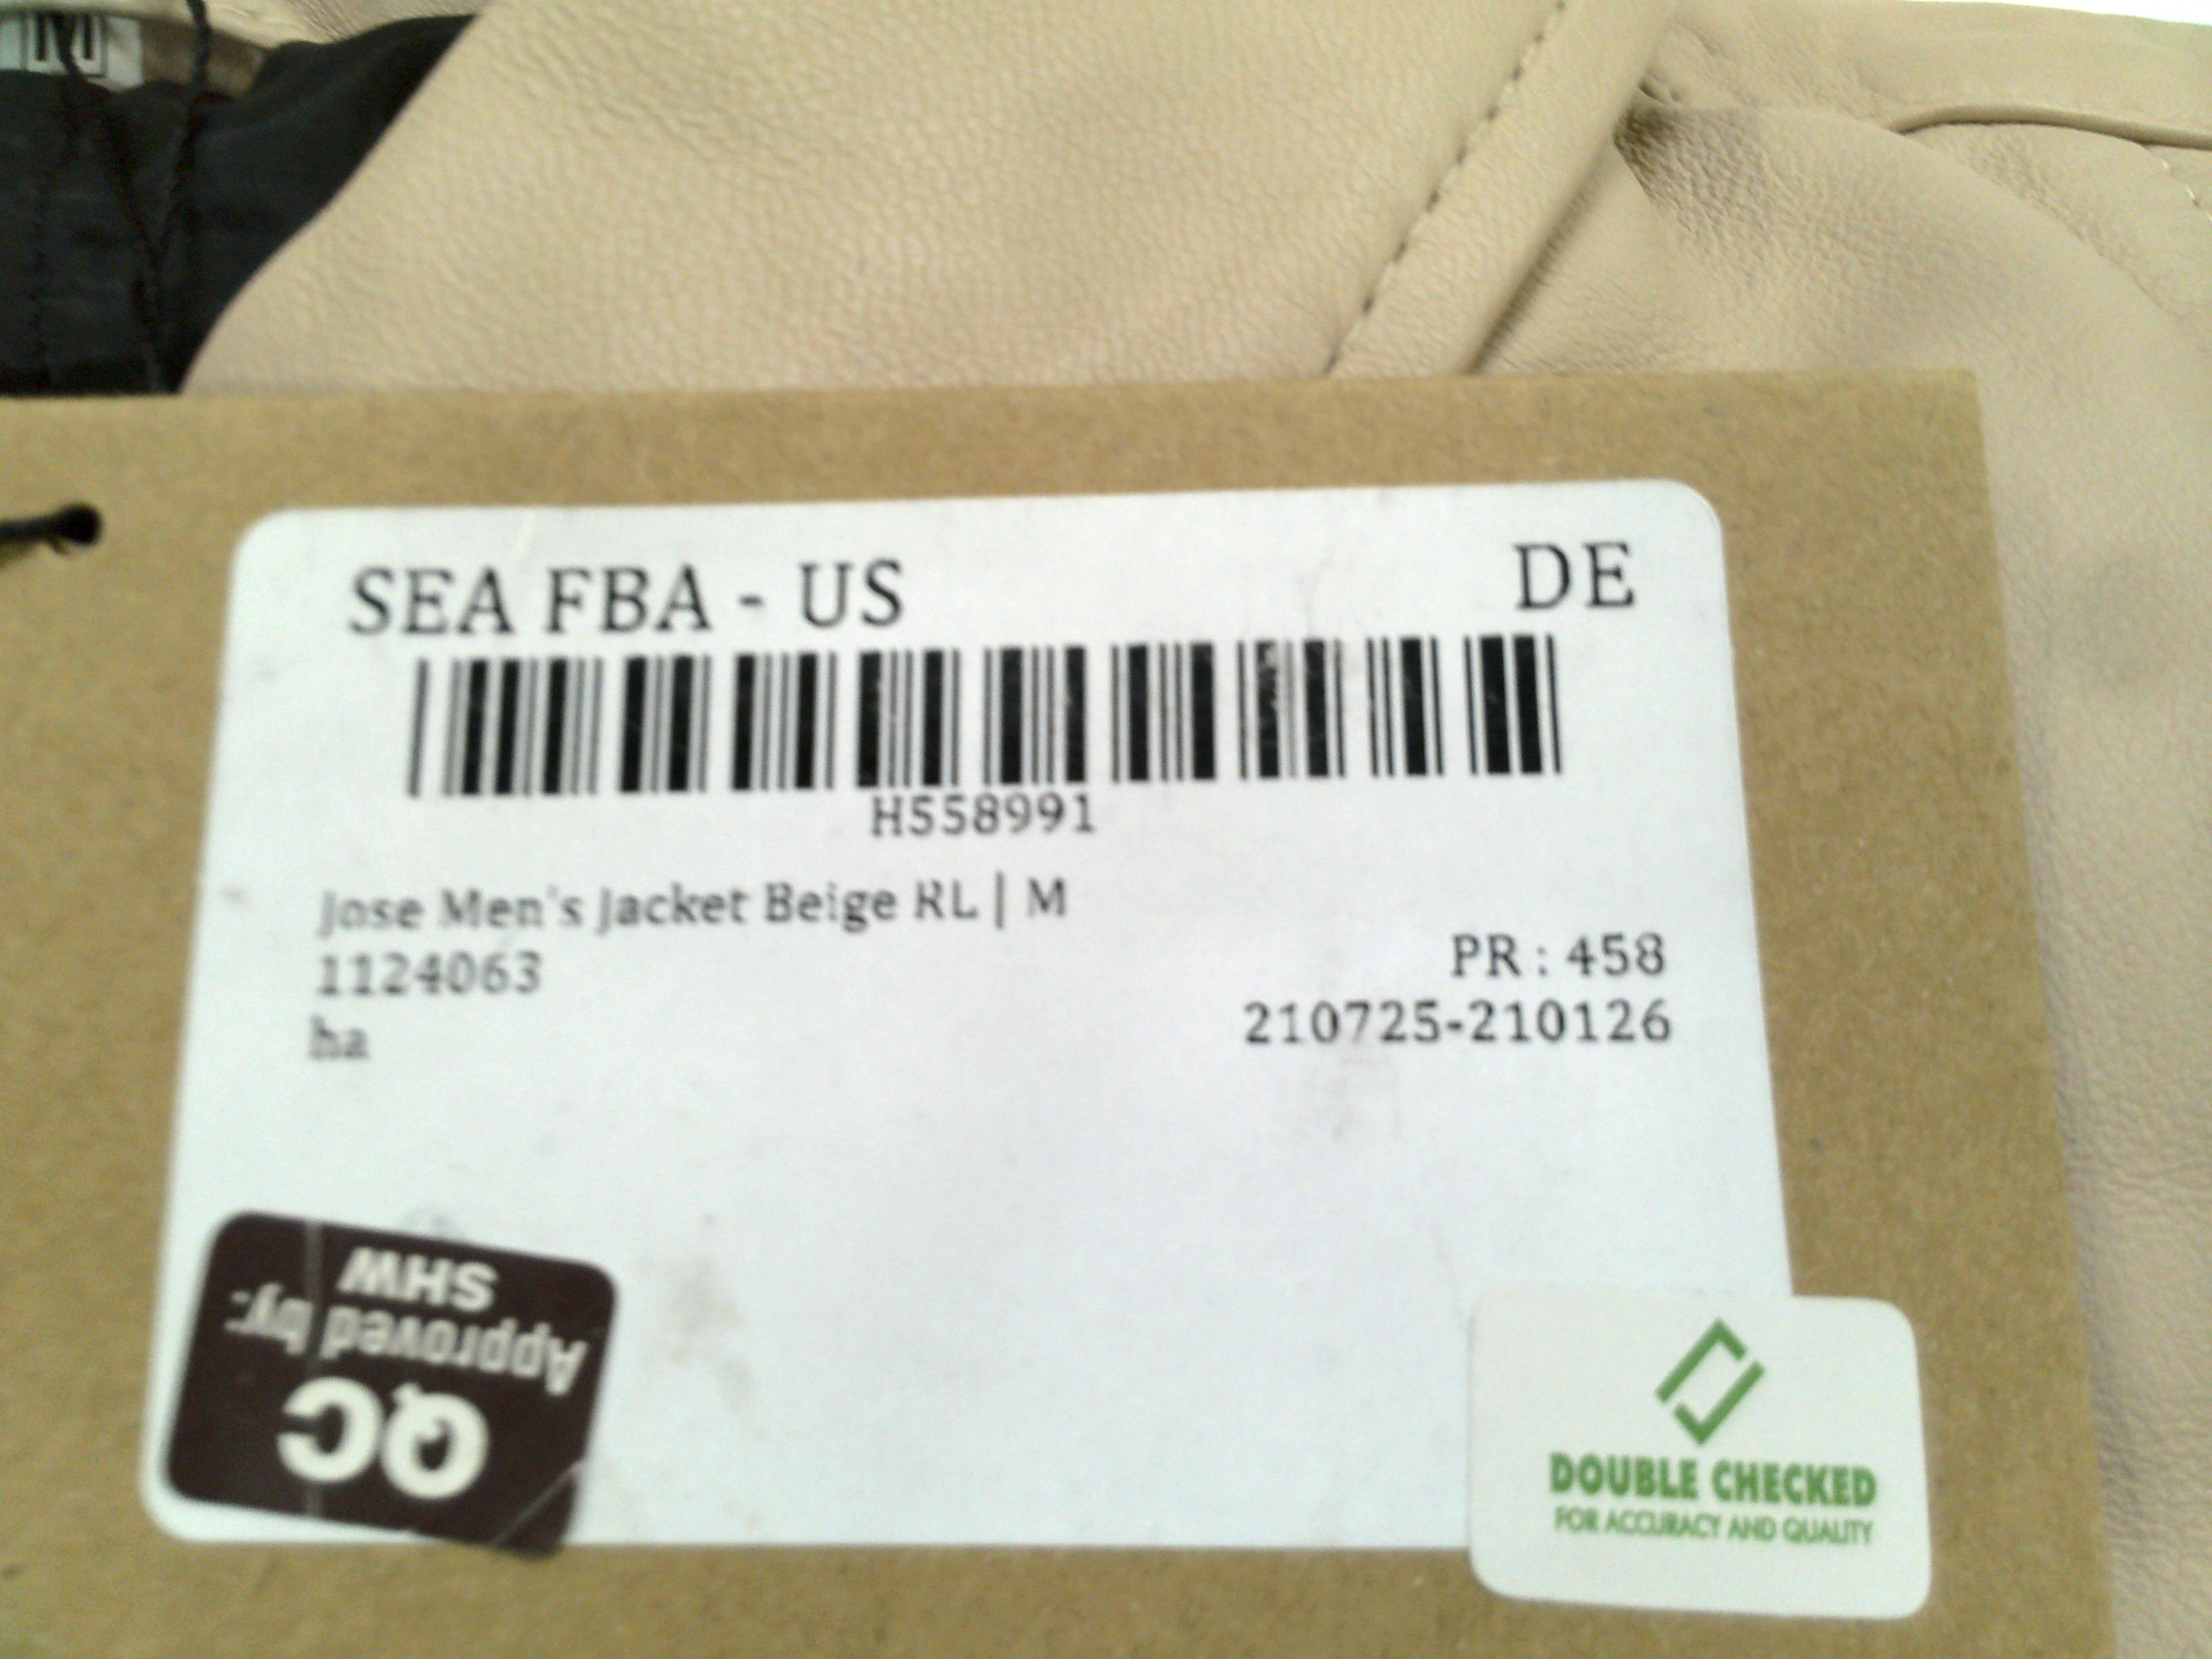 M
SEA FBA - US
DE
H558991
Jose Men's Jacket Beige RL | M
1124063
PR : 458
ha
210725-210126
QC
Approved by:
SHW
DOUBLE CHECKED
FOR ACCURACY AND QUALITY